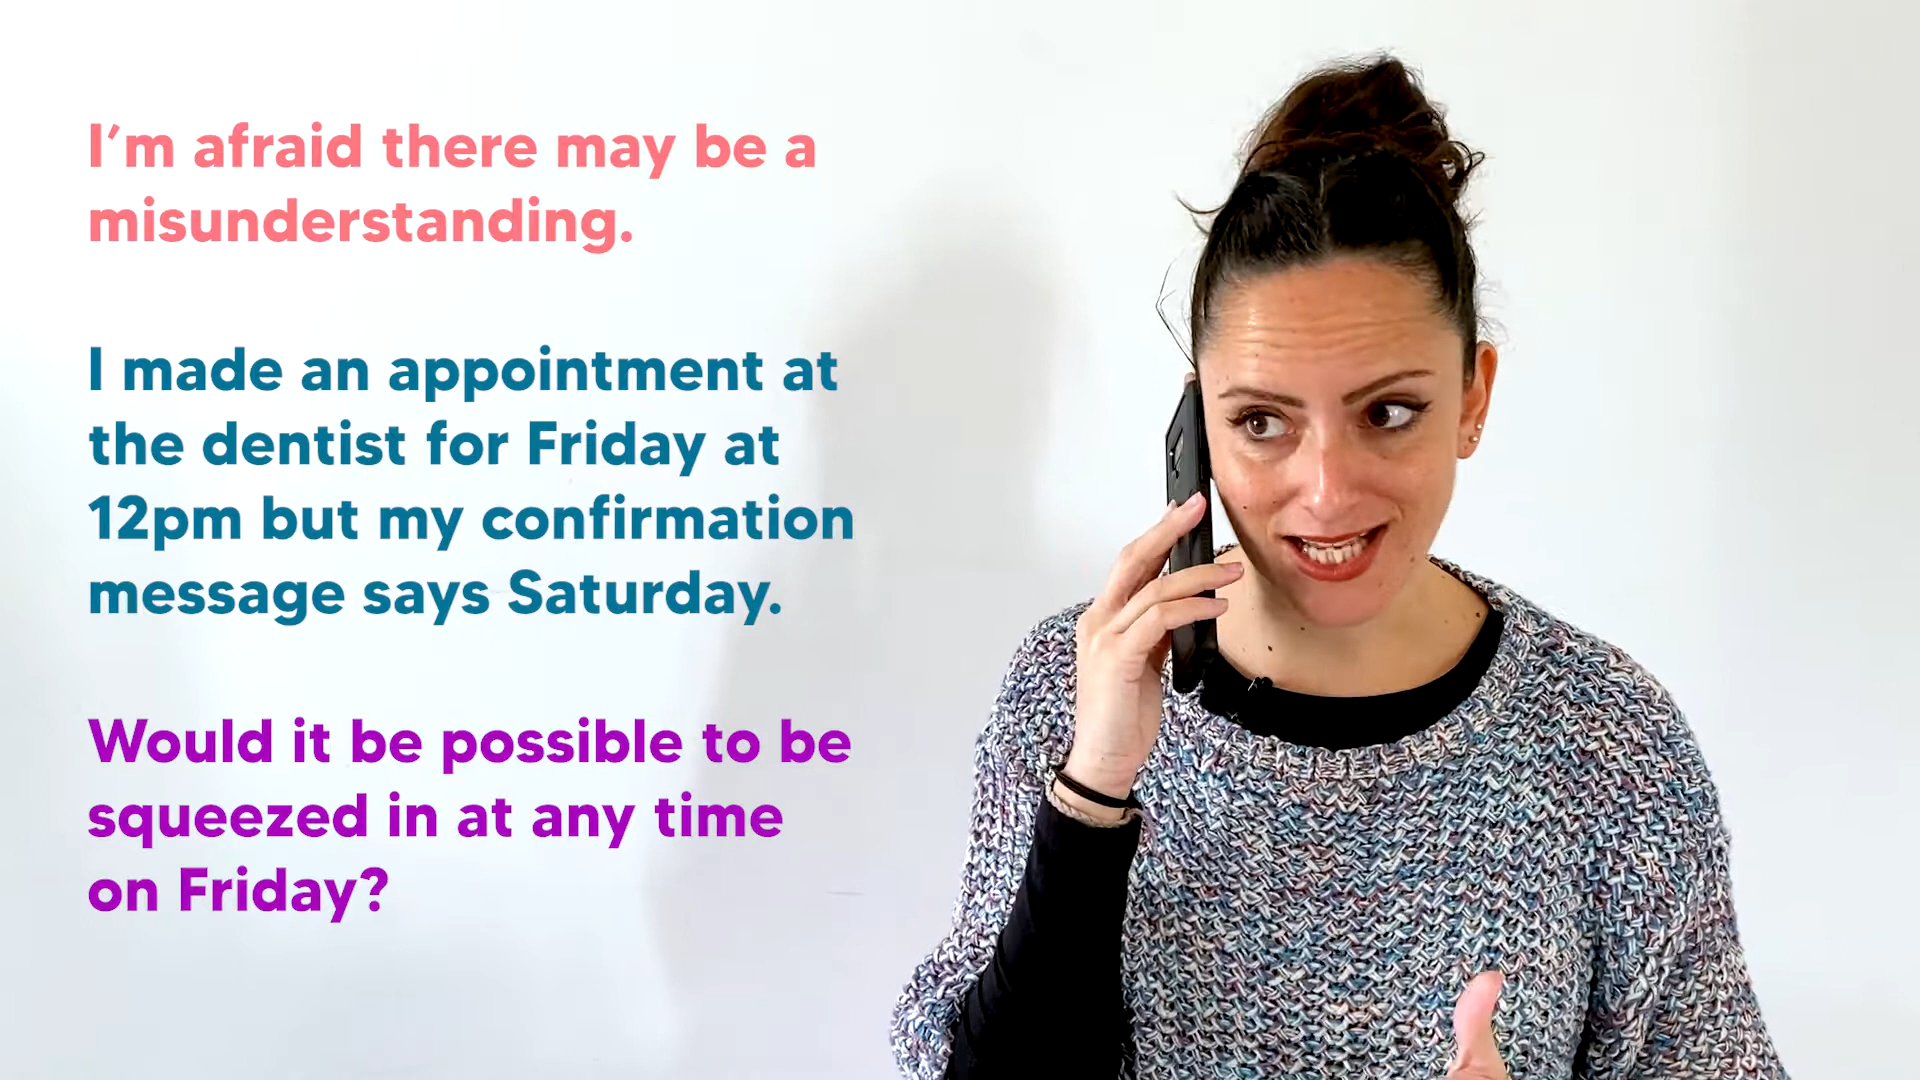 I’m afraid there may be a
misunderstanding.
I made an appointment at
the dentist for Friday at
12pm but my confirmation
message says Saturday.
Would it be possible to be
squeezed in at any time
on Friday?